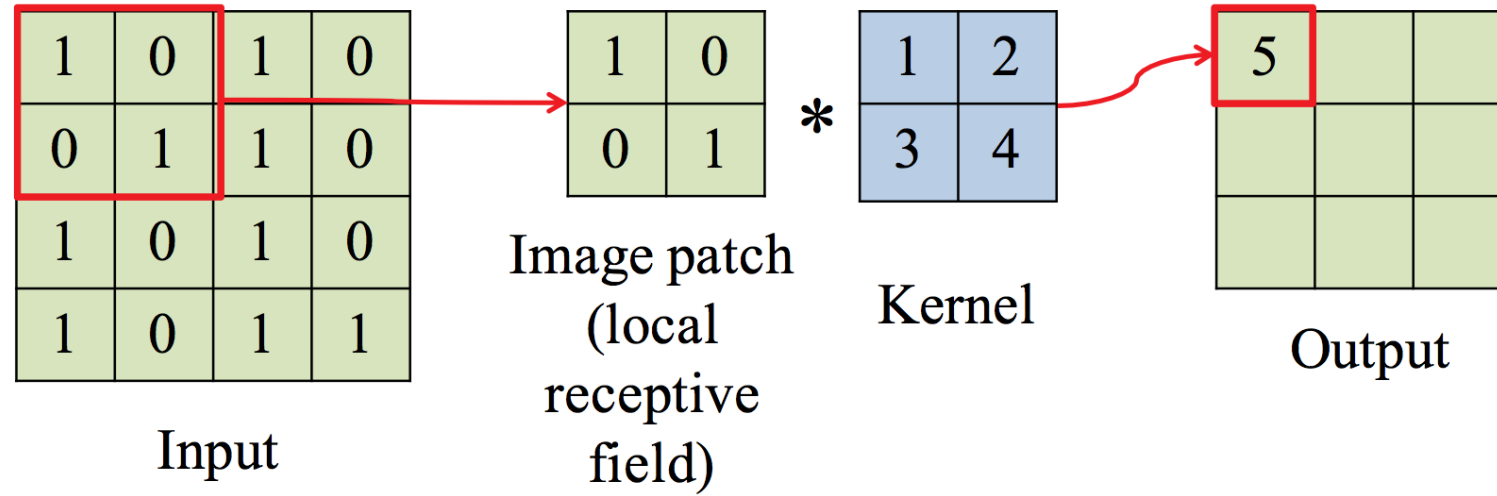 1 0 1 0
0 1 1 0
1 0 1 0
1 0 1 1
Input
1 0
0 1
Image patch
(local
receptive
field)
*
1 2
3 4
Kernel
5
Output